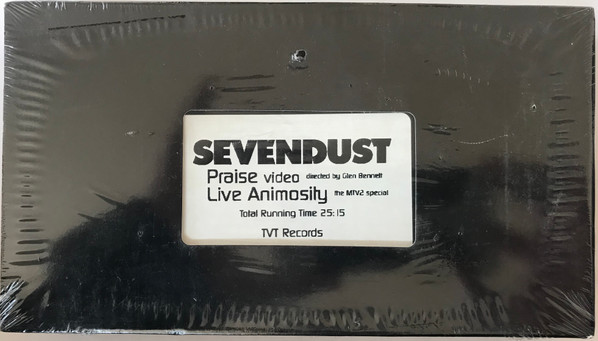 SEVENDUST
Praise video directed by Glen Bennett
Live Animosity the MTV2 special
Total Running Time 25:15
TVT Records